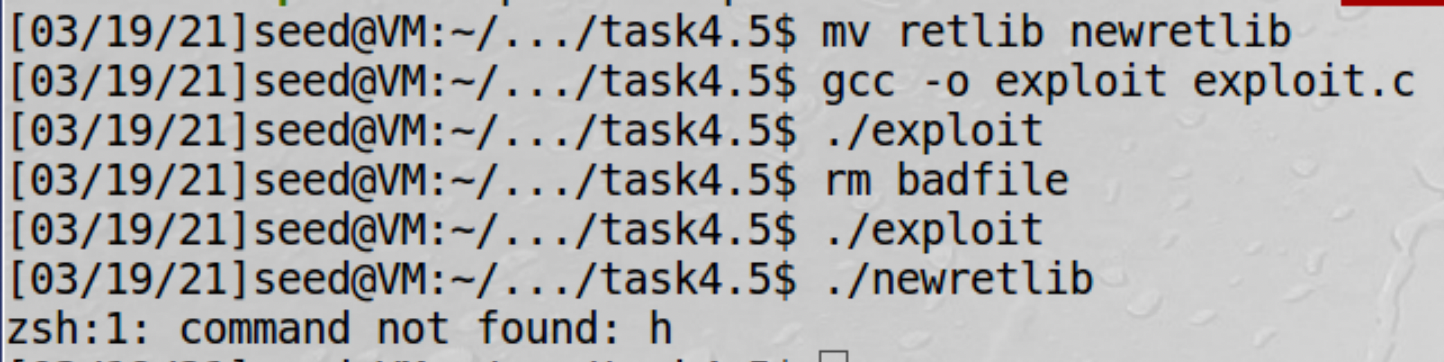 [03/19/21]seed@VM:~/.../task4.5$ mv retlib newretlib
[03/19/21]seed@VM:~/.../task4.5$ gcc -o exploit exploit.c
[03/19/21]seed@VM:~/.../task4.5$ ./exploit
[03/19/21]seed@VM:~/.../task4.5$ rm badfile
[03/19/21]seed@VM:~/.../task4.5$ ./exploit
[03/19/21]seed@VM:~/.../task4.5$ ./newretlib
zsh:1: command not found: h